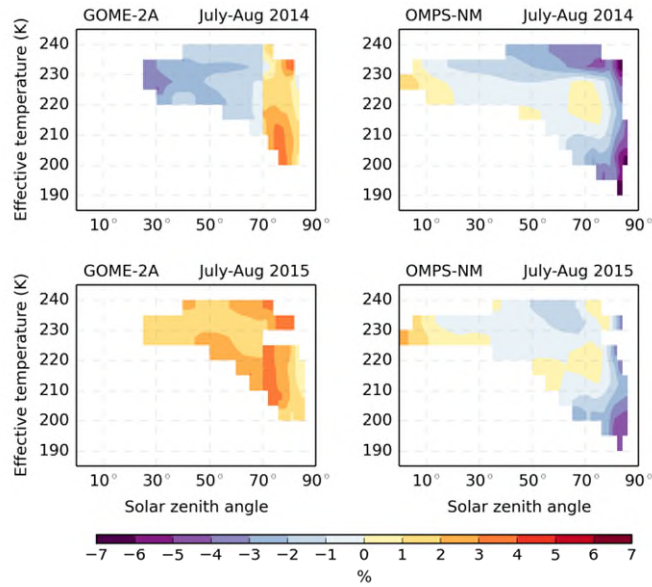 GOME-2A July-Aug 2014
OMPS-NM July-Aug 2014
Effective temperature (K)
240
230
220
210
200
190
10° 30° 50° 70° 90°
Effective temperature (K)
240
230
220
210
200
190
10° 30° 50° 70° 90°
GOME-2A July-Aug 2015
OMPS-NM July-Aug 2015
Effective temperature (K)
240
230
220
210
200
190
10° 30° 50° 70° 90°
Solar zenith angle
240
230
220
210
200
190
10° 30° 50° 70° 90°
Solar zenith angle
−7 −6 −5 −4 −3 −2 −1 0 1 2 3 4 5 6 7
%